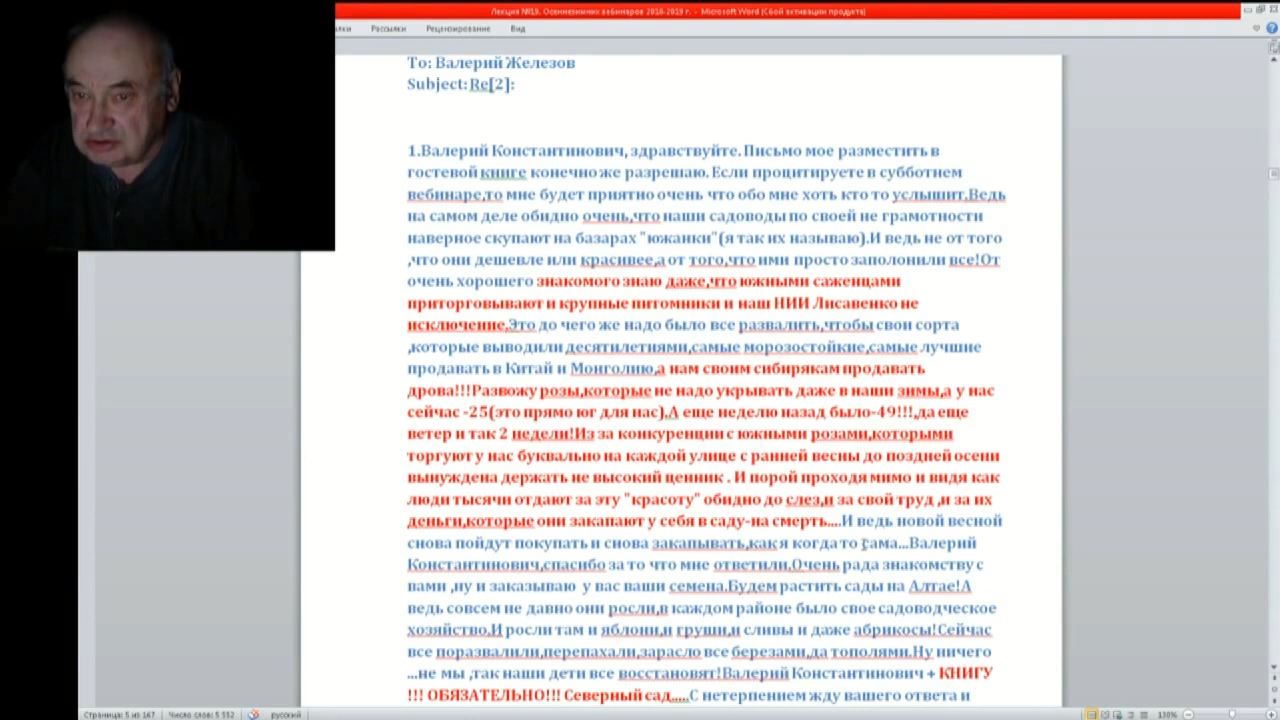 Лекция №19. Осеннезимних вебинаров 2018-2019 г. - Microsoft Word (Сбой активации продукта)
Рассылки Рецензирование Вид
To: Валерий Железов
Subject: Re[2]:
1.Валерий Константинович, здравствуйте. Письмо мое разместить в
гостевой книге конечно же разрешаю. Если процитируете в субботнем
вебинаре,то мне будет приятно очень что обо мне хоть кто то услышит.Ведь
на самом деле обидно очень,что наши садоводы по своей не грамотности
наверное скупают на базарах "южанки"(я так их называю).И ведь не от того
,что они дешевле или красивее,а от того,что ими просто заполонили все!От
очень хорошего знакомого знаю даже,что южными саженцами
приторговывают и крупные питомники и наш НИИ Лисавенко не
исключение.Это до чего же надо было все развалить,чтобы свои сорта
,которые выводили десятилетиями,самые морозостойкие,самые лучшие
продавать в Китай и Монголию,а нам своим сибирякам продавать
дрова!!!Развожу розы,которые не надо укрывать даже в наши зимы,а у нас
сейчас -25(это прямо юг для нас).А еще неделю назад было-49!!!,да еще
ветер и так 2 недели!Из за конкуренции с южными розами,которыми
торгуют у нас буквально на каждой улице с ранней весны до поздней осени
вынуждена держать не высокий ценник . И порой проходя мимо и видя как
люди тысячи отдают за эту "красоту" обидно до слез,и за свой труд ,и за их
деньги,которые они закапают у себя в саду-на смерть....И ведь новой весной
снова пойдут покупать и снова закапывать,как я когда то сама...Валерий
Константинович,спасибо за то что мне ответили.Очень рада знакомству с
вами ,ну и заказываю у вас ваши семена.Будем растить сады на Алтае!А
ведь совсем не давно они росли,в каждом районе было свое садоводческое
хозяйство.И росли там и яблони,и груши,и сливы и даже абрикосы!Сейчас
все поразвалили,перепахали,заросло все березами,да тополями.Ну ничего
...не мы ,так наши дети все восстановят!Валерий Константинович + КНИГУ
!!! ОБЯЗАТЕЛЬНО!!! Северный сад.....С нетерпением жду вашего ответа и
Страница: 5 из 167 Число слов: 5 552 русский 130%